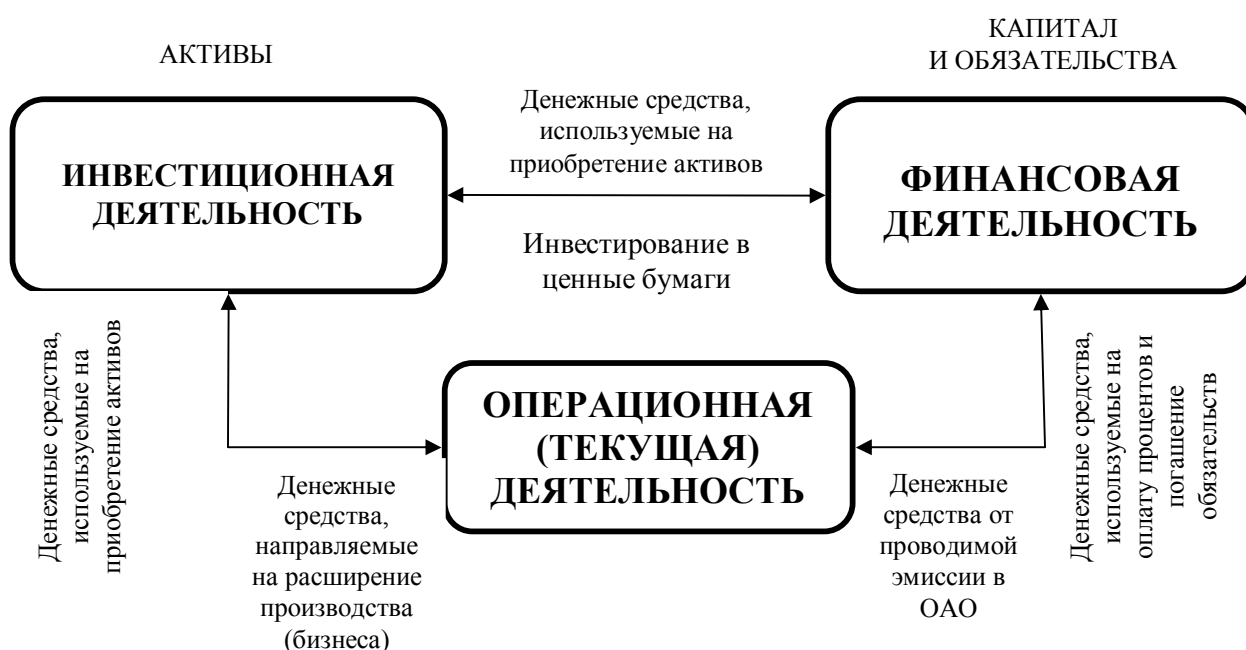 АКТИВЫ
КАПИТАЛ
И ОБЯЗАТЕЛЬСТВА
ИНВЕСТИЦИОННАЯ
ДЕЯТЕЛЬНОСТЬ
Денежные средства,
используемые на
приобретение активов
Инвестирование в
ценные бумаги
ФИНАНСОВАЯ
ДЕЯТЕЛЬНОСТЬ
Денежные средства,
используемые на
приобретение активов
ОПЕРАЦИОННАЯ
(ТЕКУЩАЯ)
ДЕЯТЕЛЬНОСТЬ
Денежные средства,
используемые на
оплату процентов и
погашение
обязательств
Денежные
средства,
направляемые
на расширение
производства
(бизнеса)
Денежные
средства от
проводимой
эмиссии в
ОАО